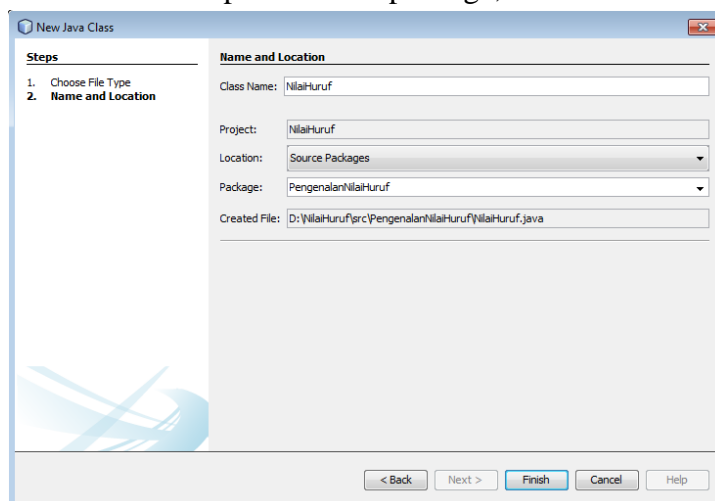 New Java Class
Steps
1. Choose File Type
2. Name and Location
Name and Location
Class Name: NilaiHuruf
Project: NilaiHuruf
Location: Source Packages
Package: PengenalanNilaiHuruf
Created File: D:\NilaiHuruf\src\PengenalanNilaiHuruf\NilaiHuruf.java
< Back Next > Finish Cancel Help